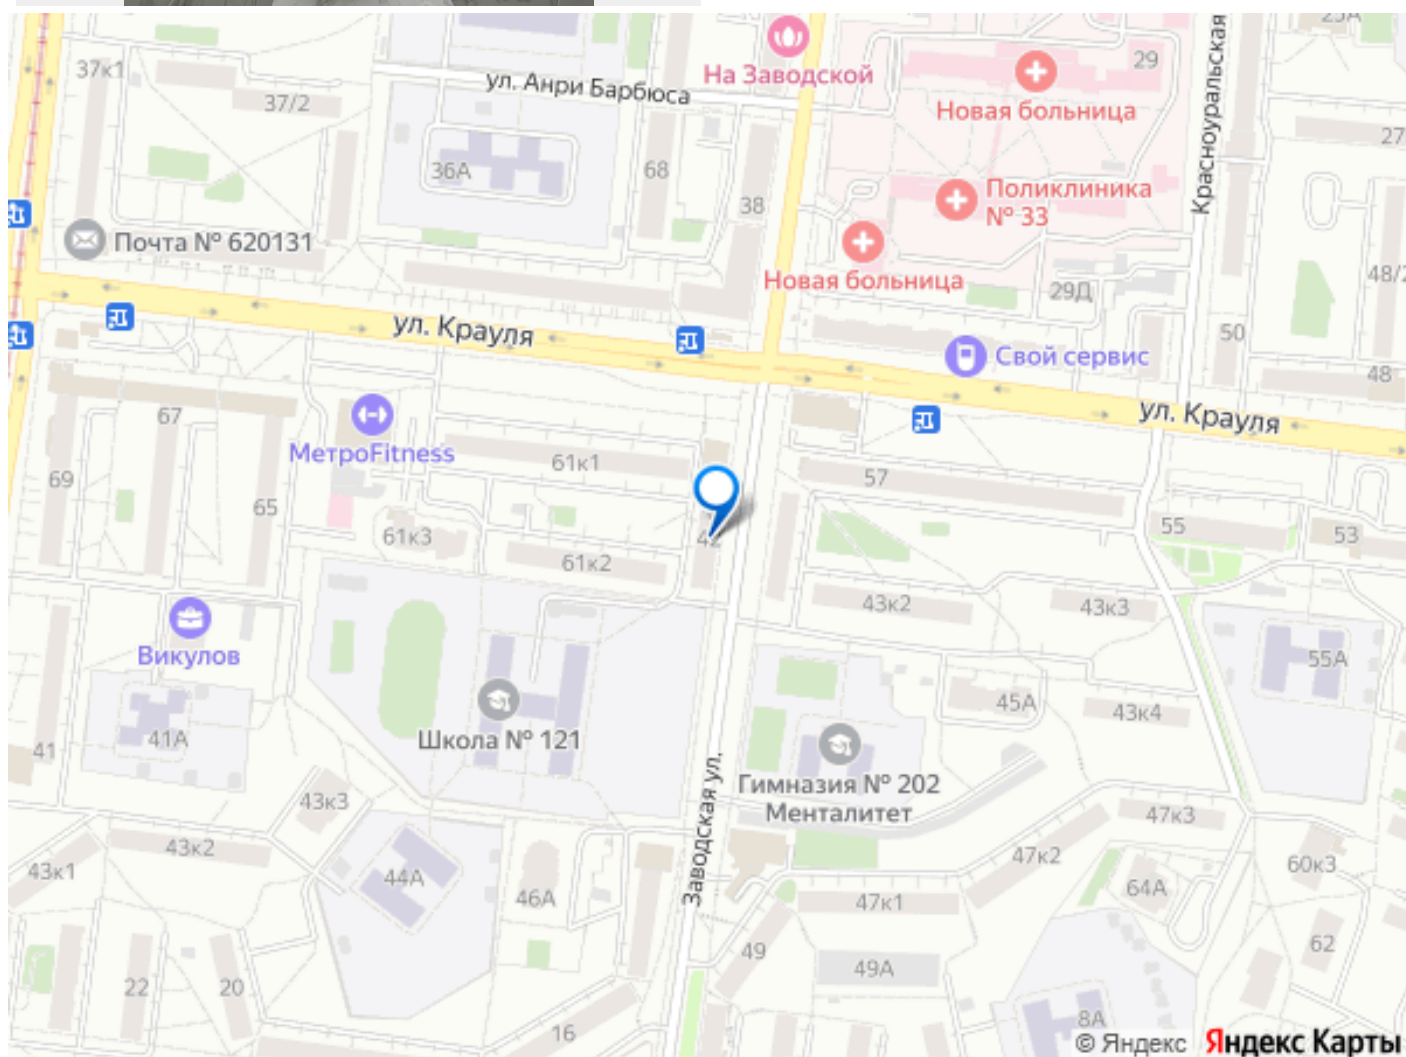 25А
37к1
37/2
ул. Анри Барбюса
На Заводской
29
Новая больница
Красноуральская
27
36А
68
38
Поликлиника
№ 33
Почта № 620131
Новая больница
29Д
48/2
ул. Крауля
50
Свой сервис
48
67
ул. Крауля
МетроFitness
61к1
57
69
65
61к3
42
55
53
61к2
43к2
43к3
Викулов
55А
45А
43к4
41
41А
Школа № 121
Заводская ул.
Гимназия № 202
Менталитет
43к3
47к3
43к2
47к2
43к1
44А
46А
60к3
64А
47к1
62
49
49А
22
20
16
8А
© Яндекс Яндекс Карты